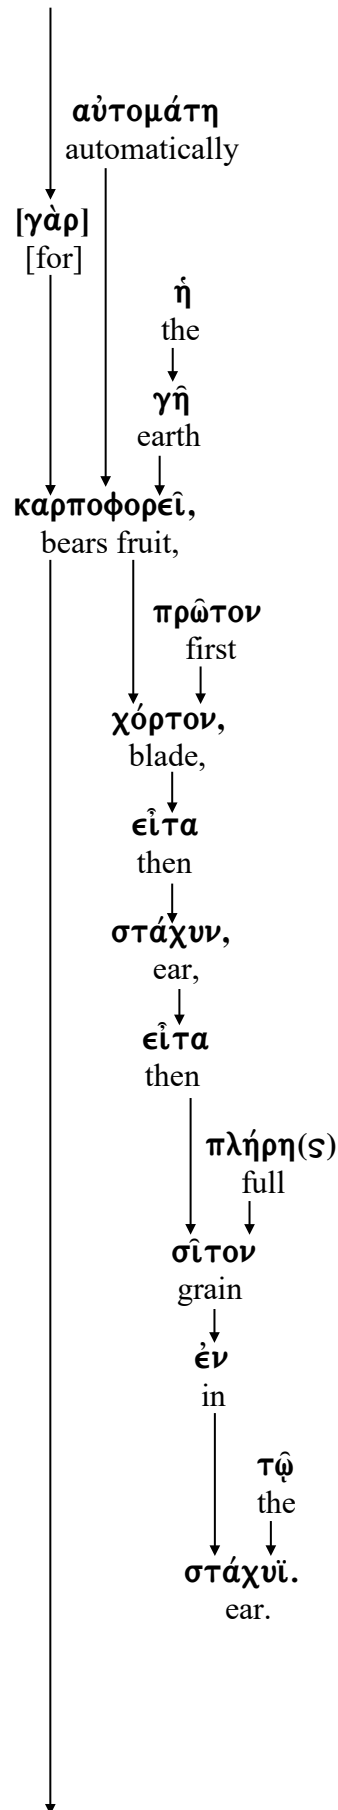 αὐτομάτη
automatically
[γὰρ]
[for]
ἡ
the
γῆ
earth
καρποφορεῖ,
bears fruit,
πρῶτον
first
χόρτον,
blade,
εἶτα
then
στάχυν,
ear,
εἶτα
then
πλήρη(ς)
full
σῖτον
grain
ἐν
in
τῷ
the
στάχυϊ.
ear.